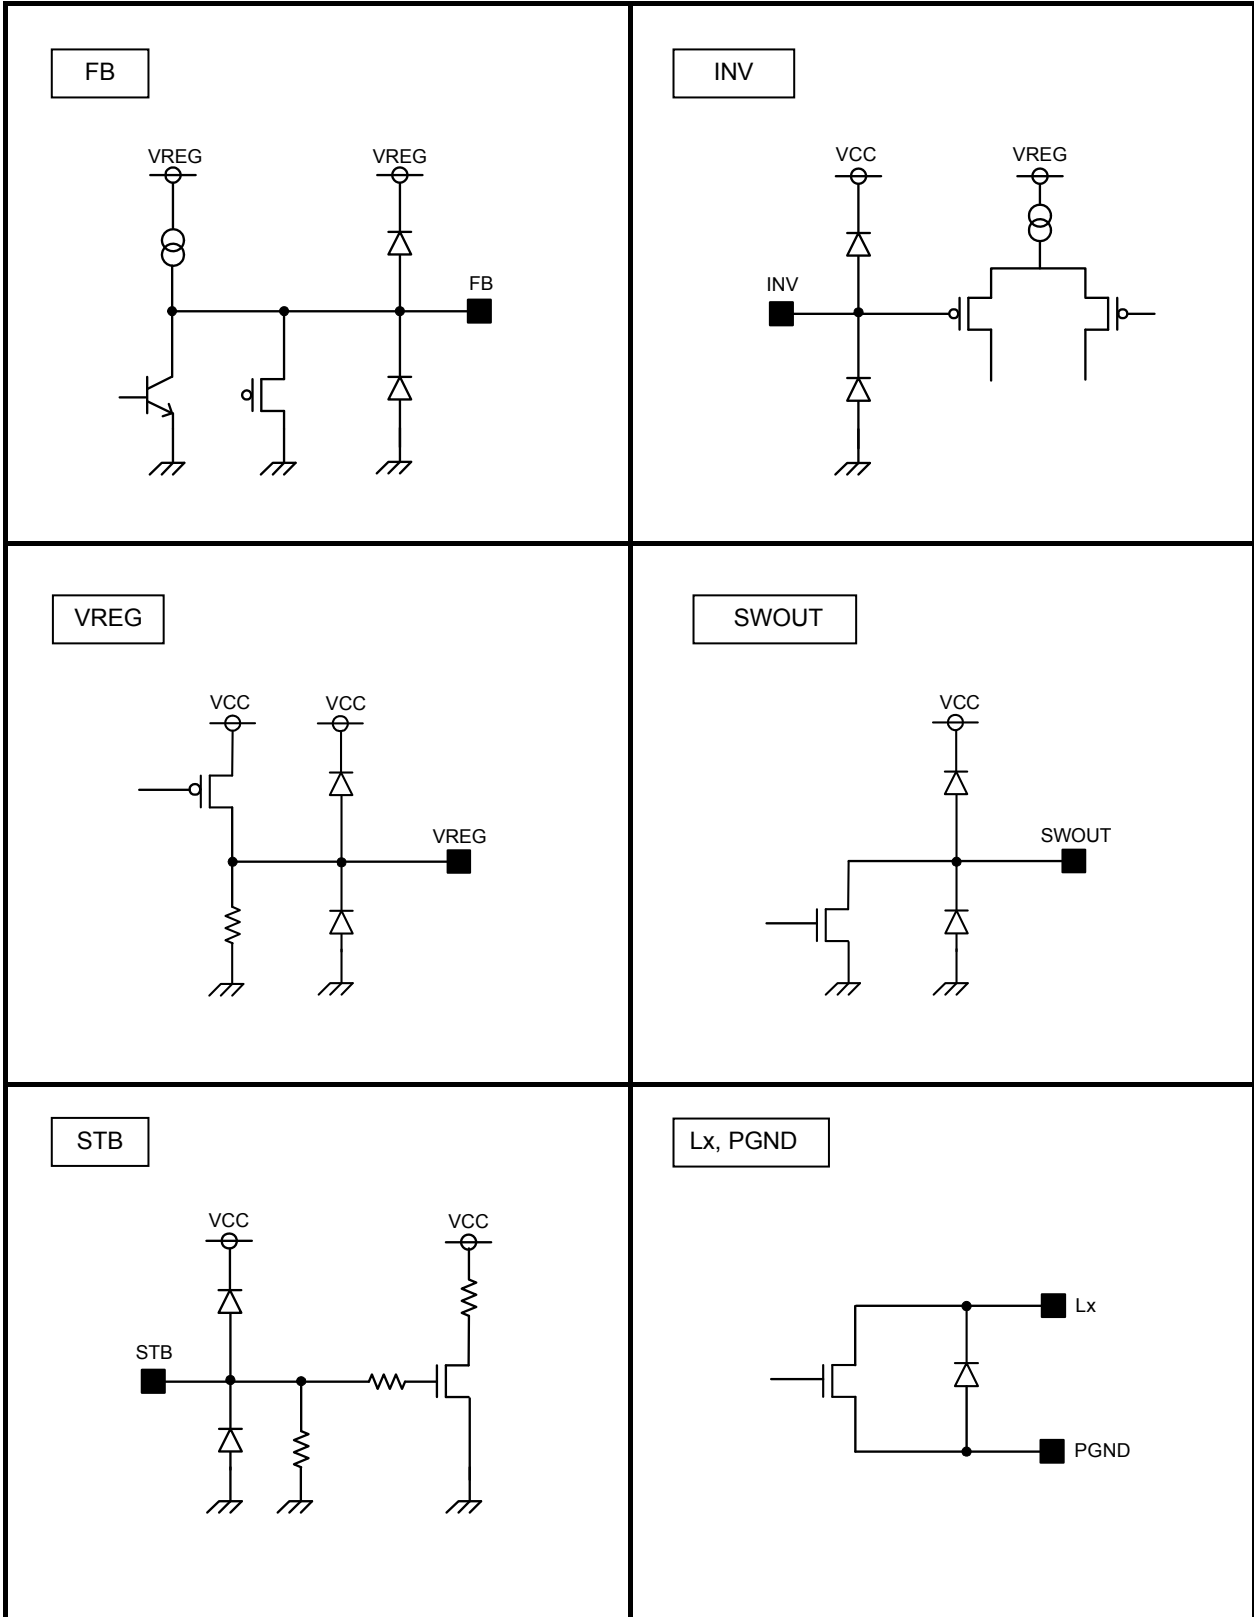 FB
VREG
VREG
FB
INV
VCC
VREG
INV
VREG
VCC
VCC
VREG
SWOUT
VCC
SWOUT
STB
VCC
VCC
STB
Lx, PGND
Lx
PGND